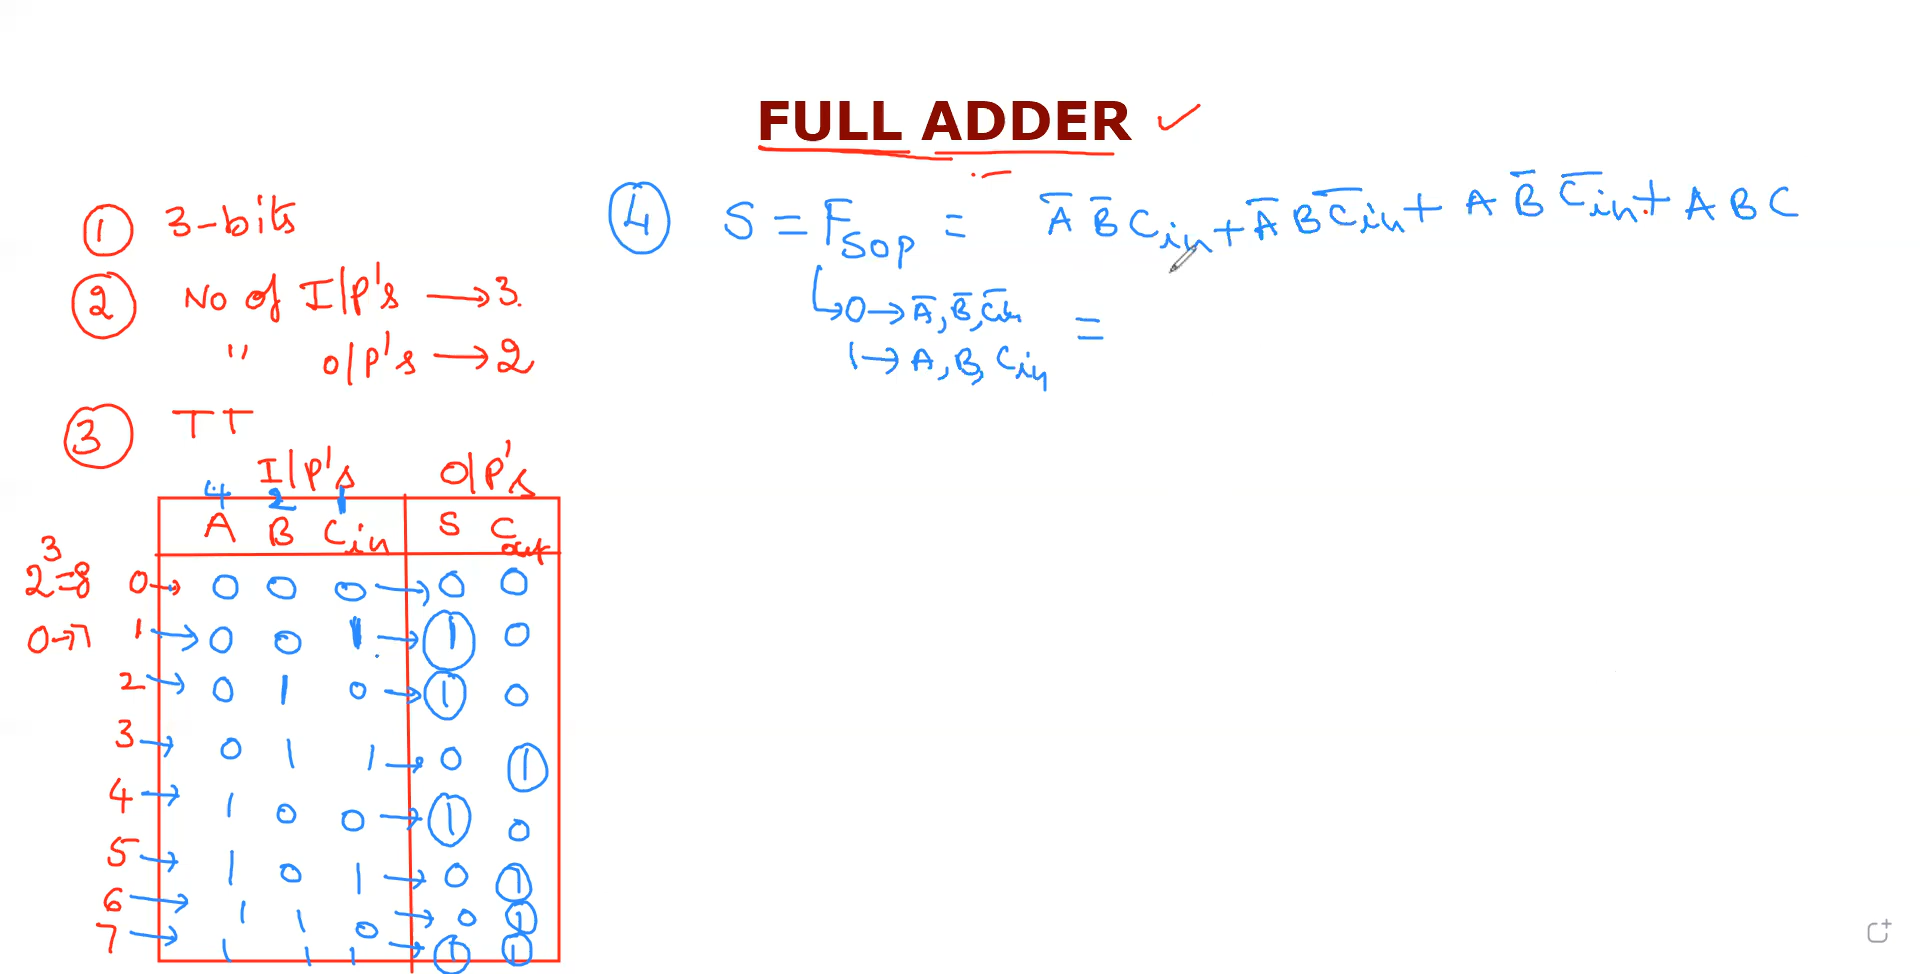 FULL ADDER
① 3-bits
② No of I/P's → 3.
" O/P's → 2
③ TT
I/P's O/P's
4 2 1
A B Cin S Cout
2³=8 0→ 0 0 0 → 0 0
0→7 1→ 0 0 1 → 1 0
2→ 0 1 0 → 1 0
3→ 0 1 1 → 0 1
4→ 1 0 0 → 1 0
5→ 1 0 1 → 0 1
6→ 1 1 0 → 0 1
7→ 1 1 1 → 1 1
④ S = F_SOP = A̅ B̅ Cin + A̅ B C̅in + A B̅ C̅in + A B C
↳ 0 → A̅, B̅, C̅in =
1 → A, B, Cin